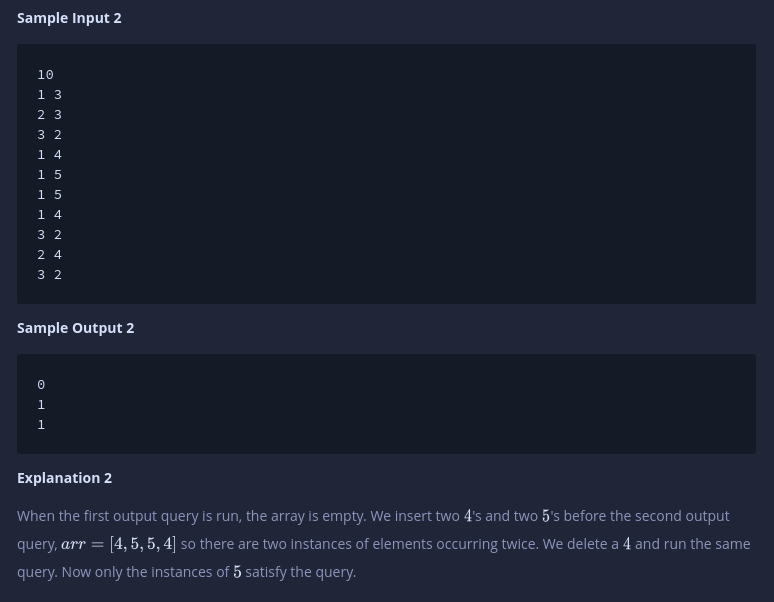 Sample Input 2
10
1 3
2 3
3 2
1 4
1 5
1 5
1 4
3 2
2 4
3 2
Sample Output 2
0
1
1
Explanation 2
When the first output query is run, the array is empty. We insert two 4's and two 5's before the second output
query, arr = [4, 5, 5, 4] so there are two instances of elements occurring twice. We delete a 4 and run the same
query. Now only the instances of 5 satisfy the query.